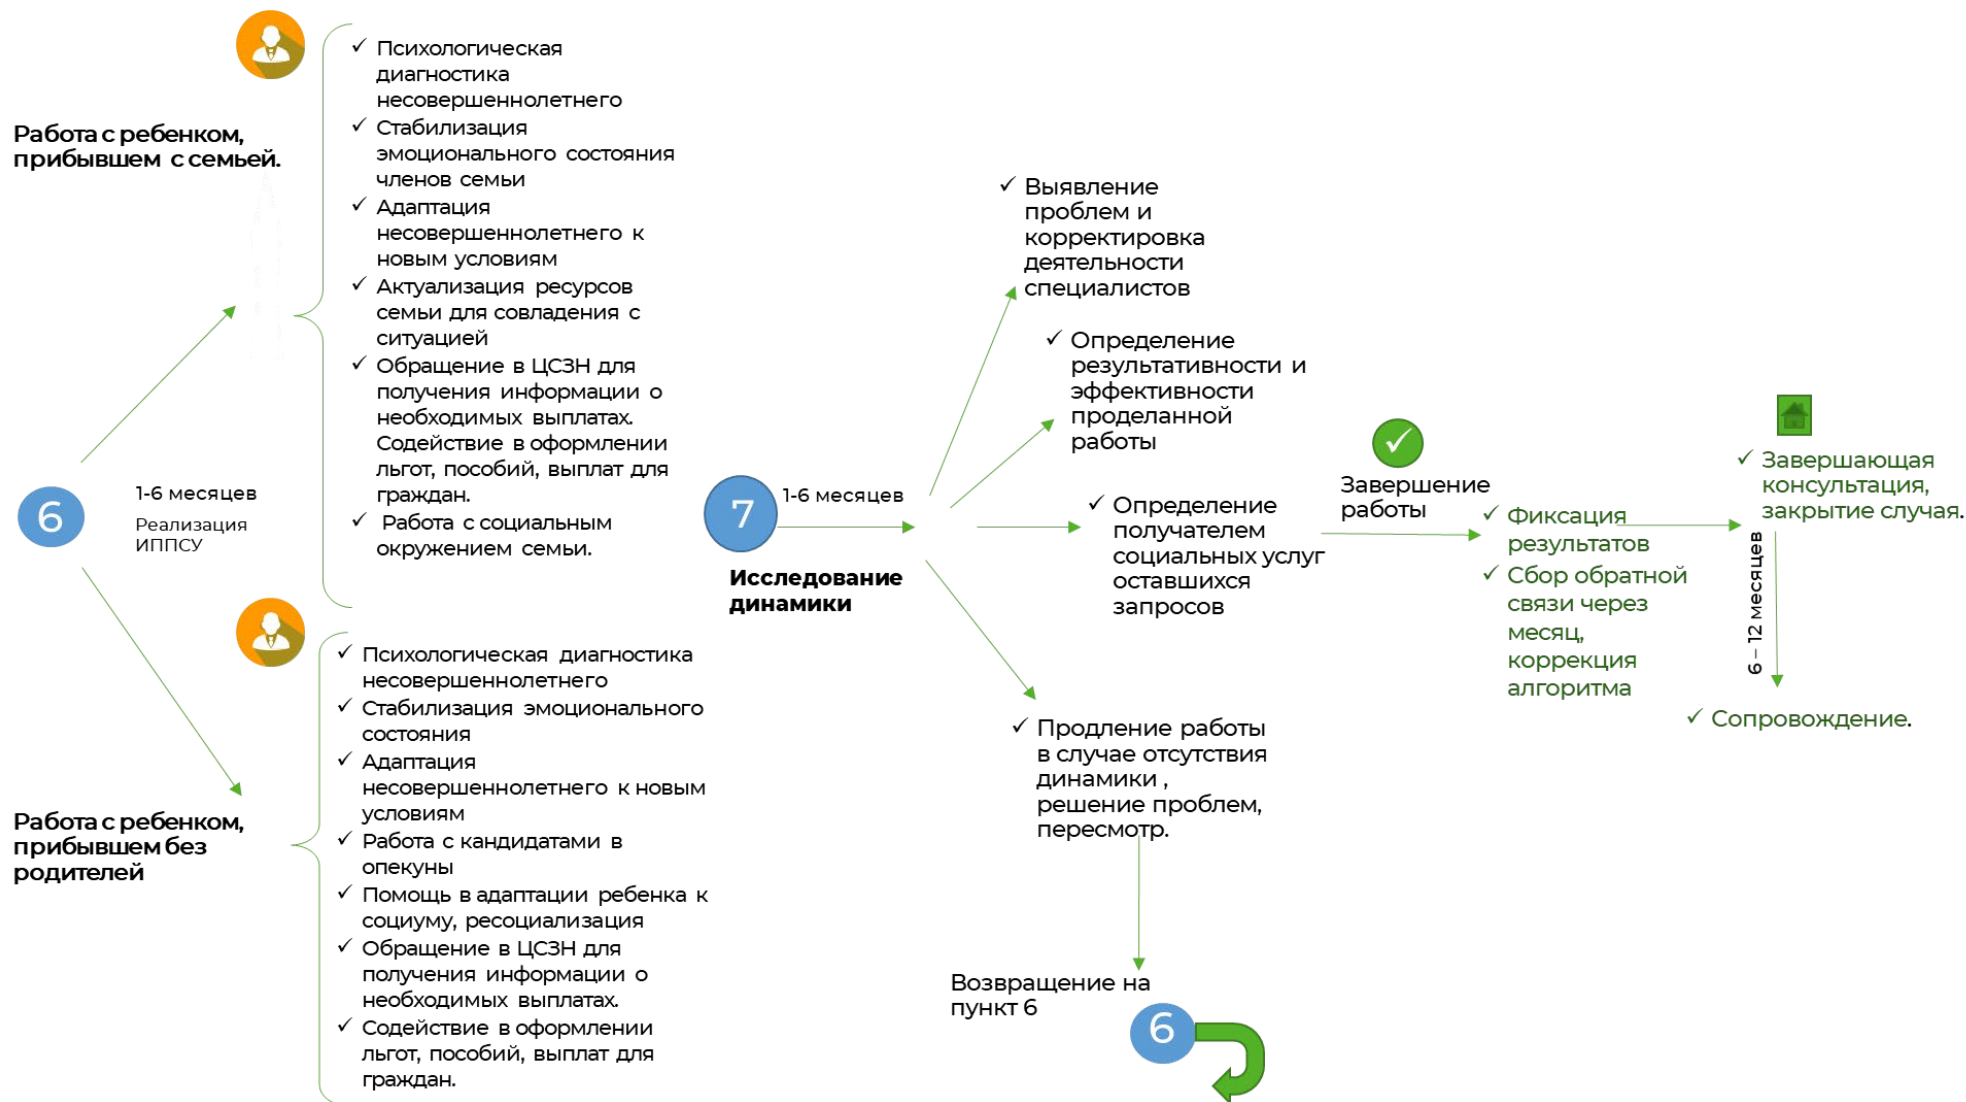 Работа с ребенком,
прибывшем с семьей.
✓ Психологическая
диагностика
несовершеннолетнего
✓ Стабилизация
эмоционального состояния
членов семьи
✓ Адаптация
несовершеннолетнего к
новым условиям
✓ Актуализация ресурсов
семьи для совладения с
ситуацией
✓ Обращение в ЦСЗН для
получения информации о
необходимых выплатах.
Содействие в оформлении
льгот, пособий, выплат для
граждан.
✓ Работа с социальным
окружением семьи.
6
1-6 месяцев
Реализация
ИППСУ
Работа с ребенком,
прибывшем без
родителей
✓ Психологическая диагностика
несовершеннолетнего
✓ Стабилизация эмоционального
состояния
✓ Адаптация
несовершеннолетнего к новым
условиям
✓ Работа с кандидатами в
опекуны
✓ Помощь в адаптации ребенка к
социуму, ресоциализация
✓ Обращение в ЦСЗН для
получения информации о
необходимых выплатах.
✓ Содействие в оформлении
льгот, пособий, выплат для
граждан.
7
1-6 месяцев
Исследование
динамики
✓ Выявление
проблем и
корректировка
деятельности
специалистов
✓ Определение
результативности и
эффективности
проделанной
работы
✓ Определение
получателем
социальных услуг
оставшихся
запросов
✓ Продление работы
в случае отсутствия
динамики ,
решение проблем,
пересмотр.
Возвращение на
пункт 6
6
Завершение
работы
✓ Фиксация
результатов
✓ Сбор обратной
связи через
месяц,
коррекция
алгоритма
✓ Завершающая
консультация,
закрытие случая.
6 – 12 месяцев
✓ Сопровождение.